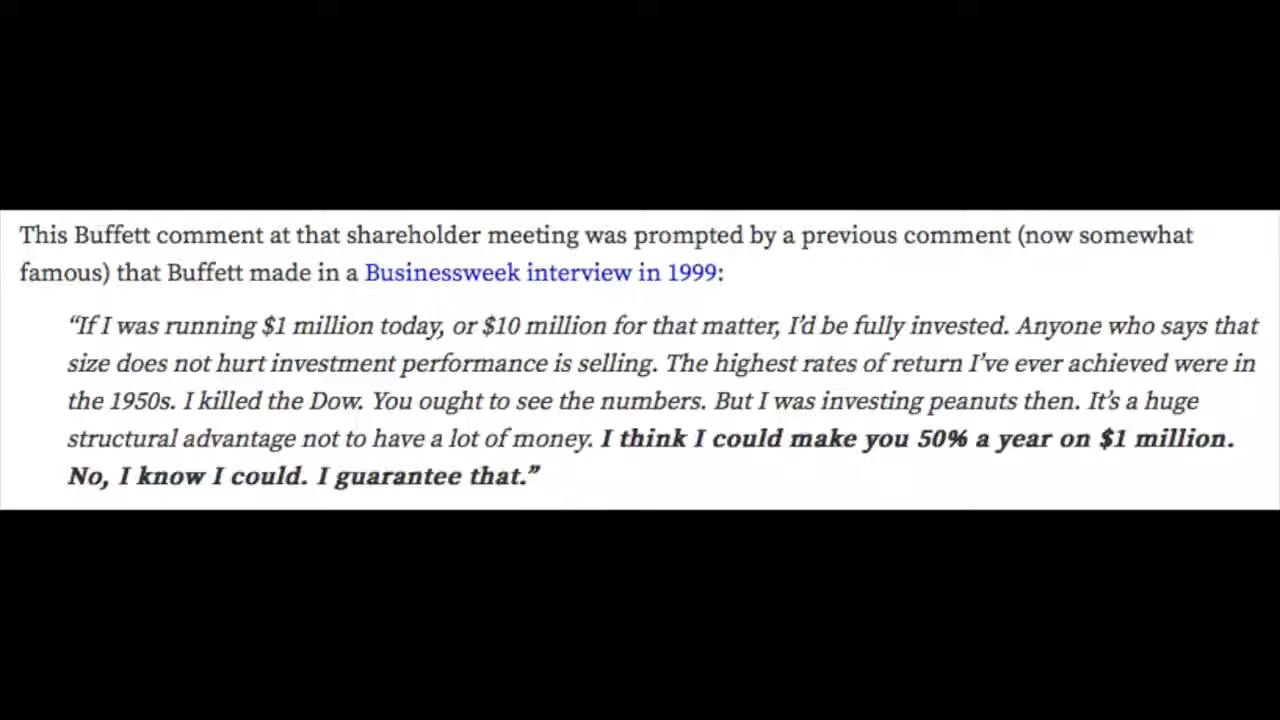 This Buffett comment at that shareholder meeting was prompted by a previous comment (now somewhat
famous) that Buffett made in a Businessweek interview in 1999:
“If I was running $1 million today, or $10 million for that matter, I’d be fully invested. Anyone who says that
size does not hurt investment performance is selling. The highest rates of return I’ve ever achieved were in
the 1950s. I killed the Dow. You ought to see the numbers. But I was investing peanuts then. It’s a huge
structural advantage not to have a lot of money. I think I could make you 50% a year on $1 million.
No, I know I could. I guarantee that.”